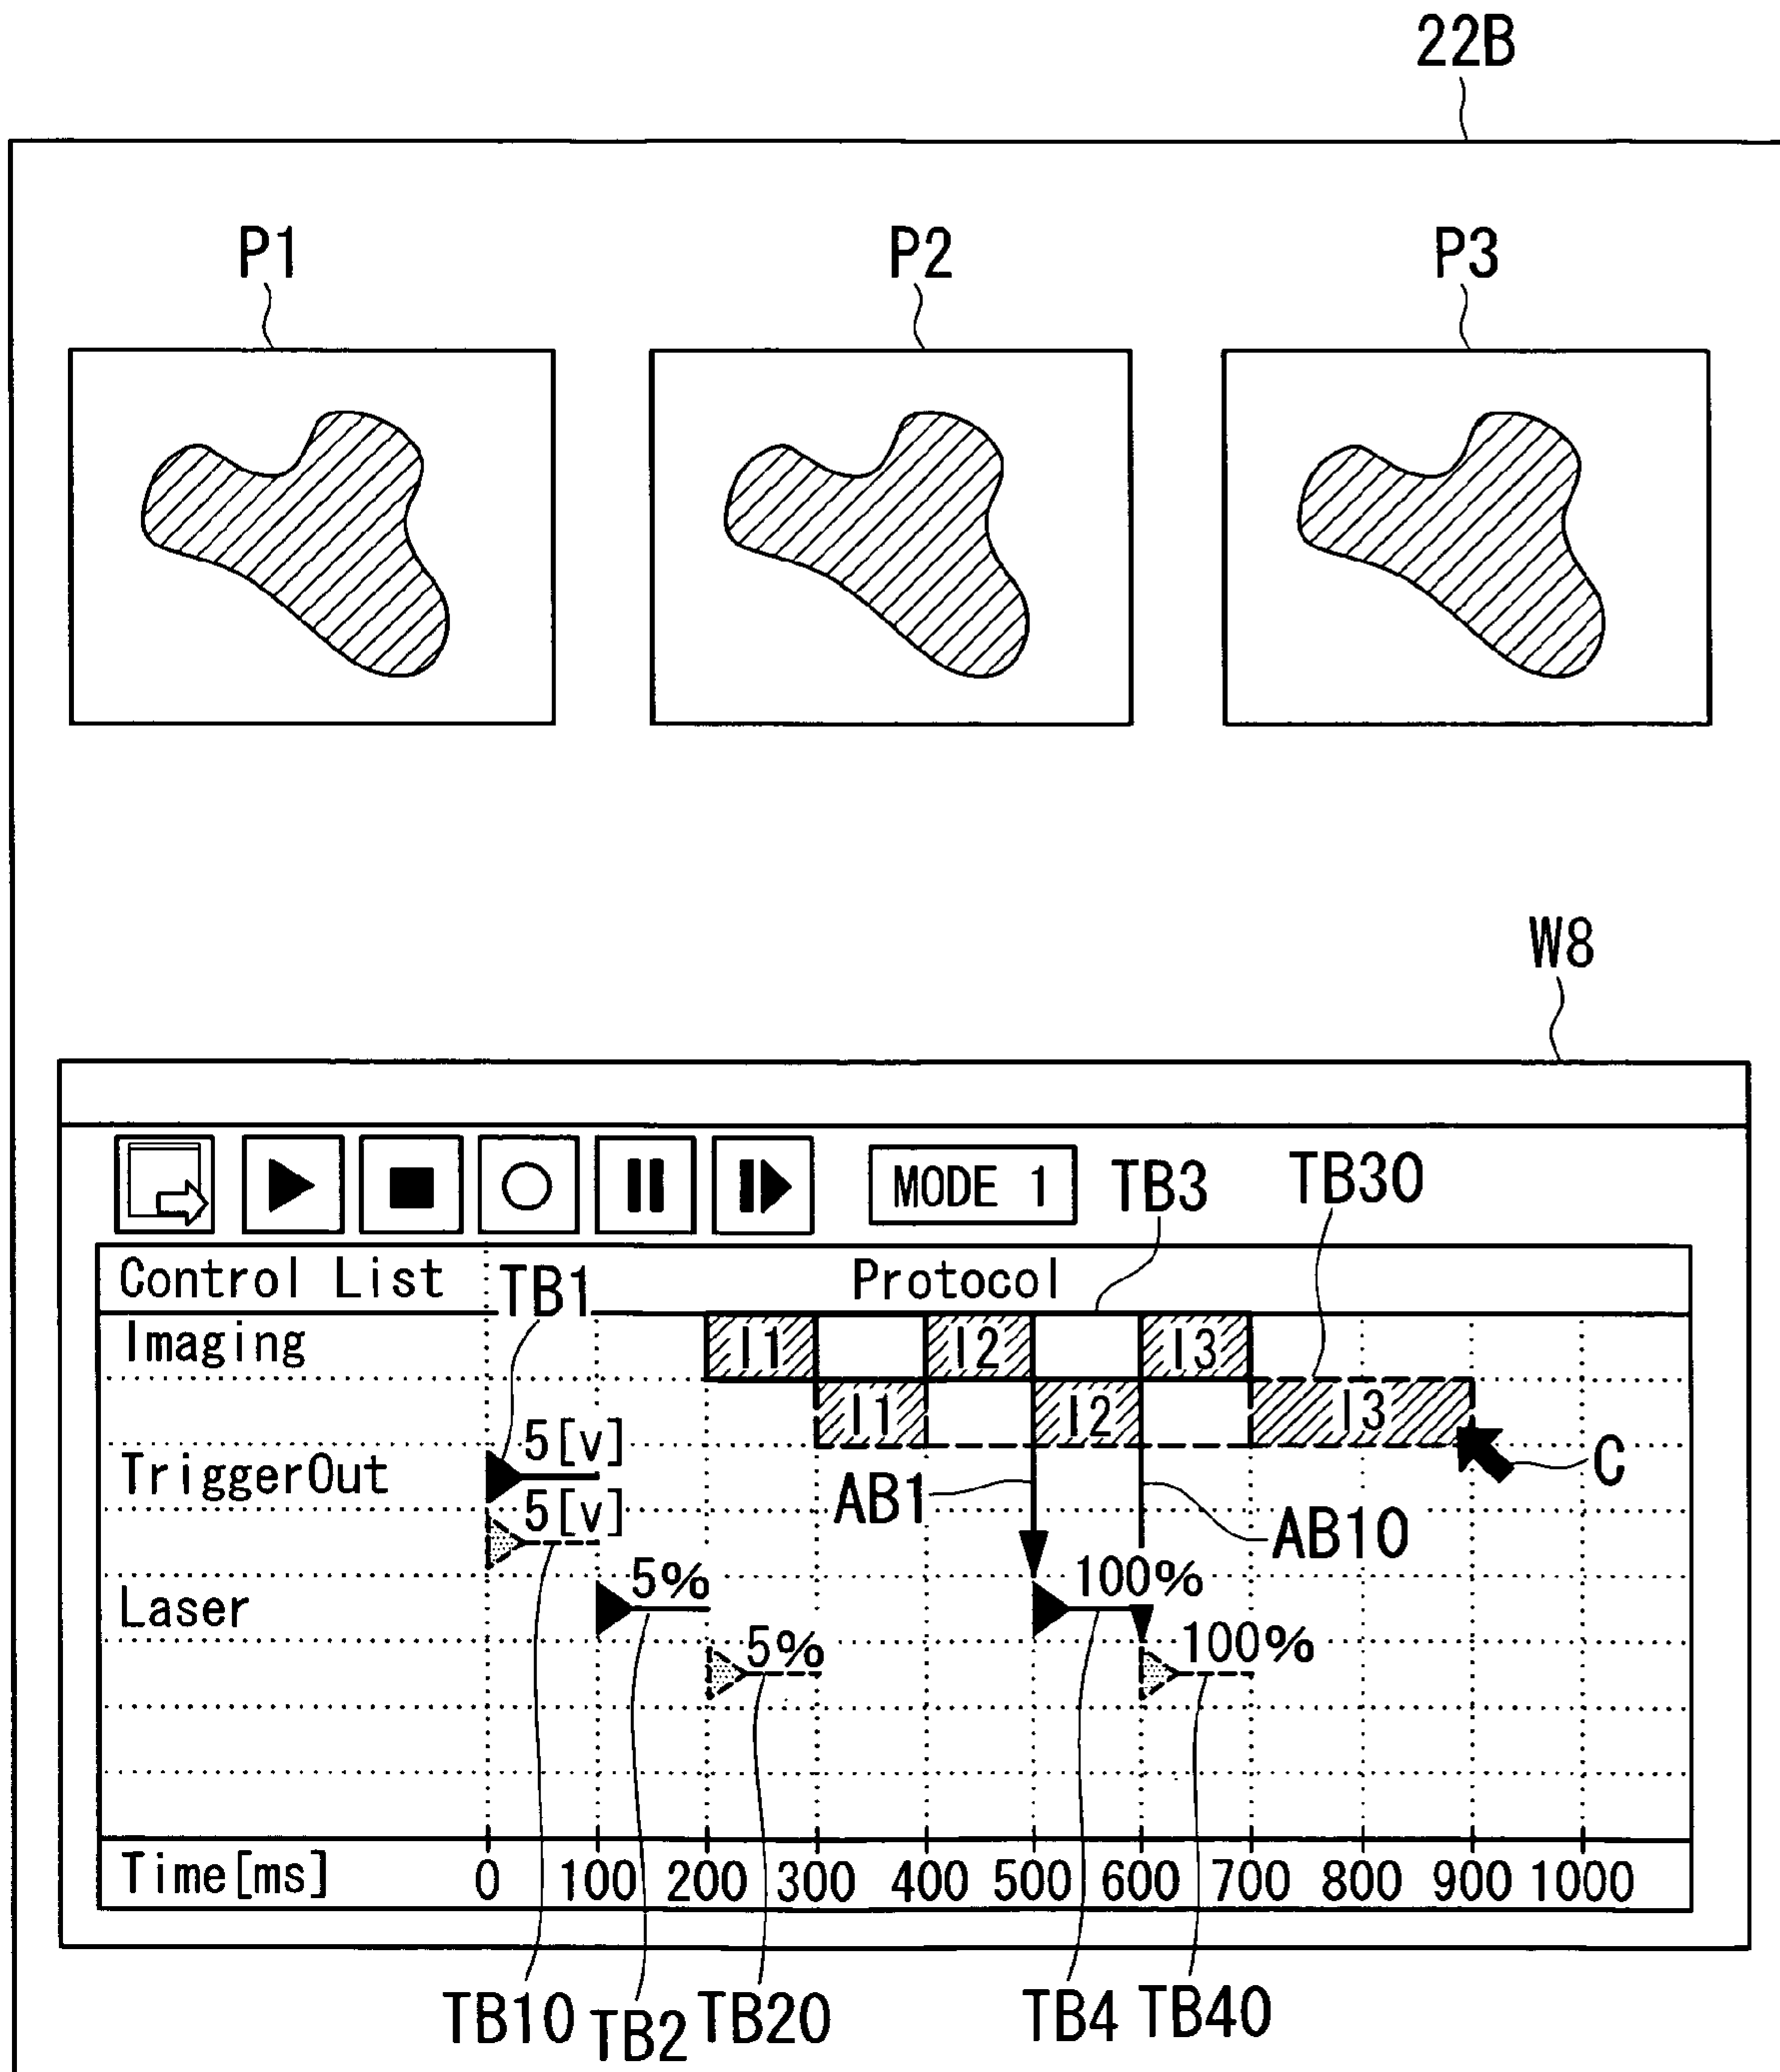 22B
P1 P2 P3
W8
MODE 1 TB3 TB30
Control List TB1 Protocol
Imaging I1 I2 I3
I1 I2 I3
5[v]
TriggerOut AB1 C
5[v] AB10
5% 100%
Laser
5% 100%
Time[ms] 0 100 200 300 400 500 600 700 800 900 1000
TB10 TB2 TB20 TB4 TB40